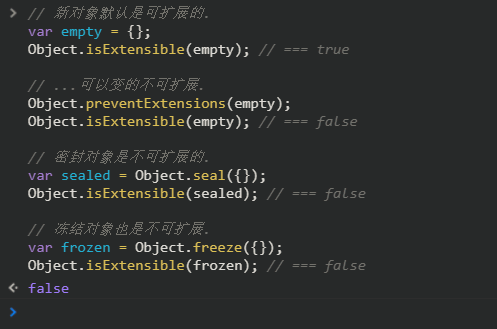 // 新对象默认是可扩展的.
var empty = {};
Object.isExtensible(empty); // === true
// ...可以变的不可扩展.
Object.preventExtensions(empty);
Object.isExtensible(empty); // === false
// 密封对象是不可扩展的.
var sealed = Object.seal({});
Object.isExtensible(sealed); // === false
// 冻结对象也是不可扩展.
var frozen = Object.freeze({});
Object.isExtensible(frozen); // === false
false